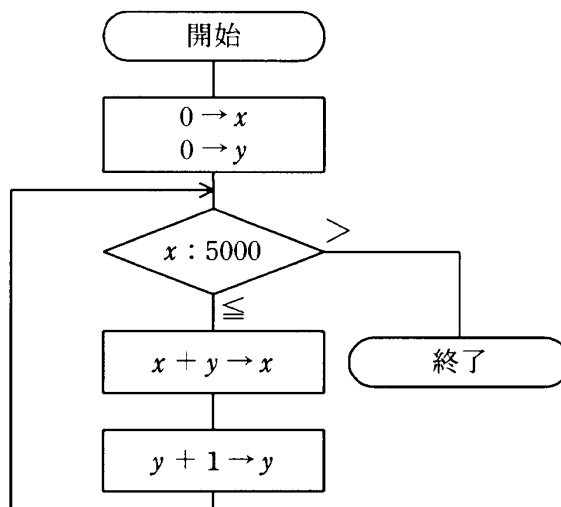 開始
0 → x
0 → y
x : 5000
>
≦
x + y → x
終了
y + 1 → y